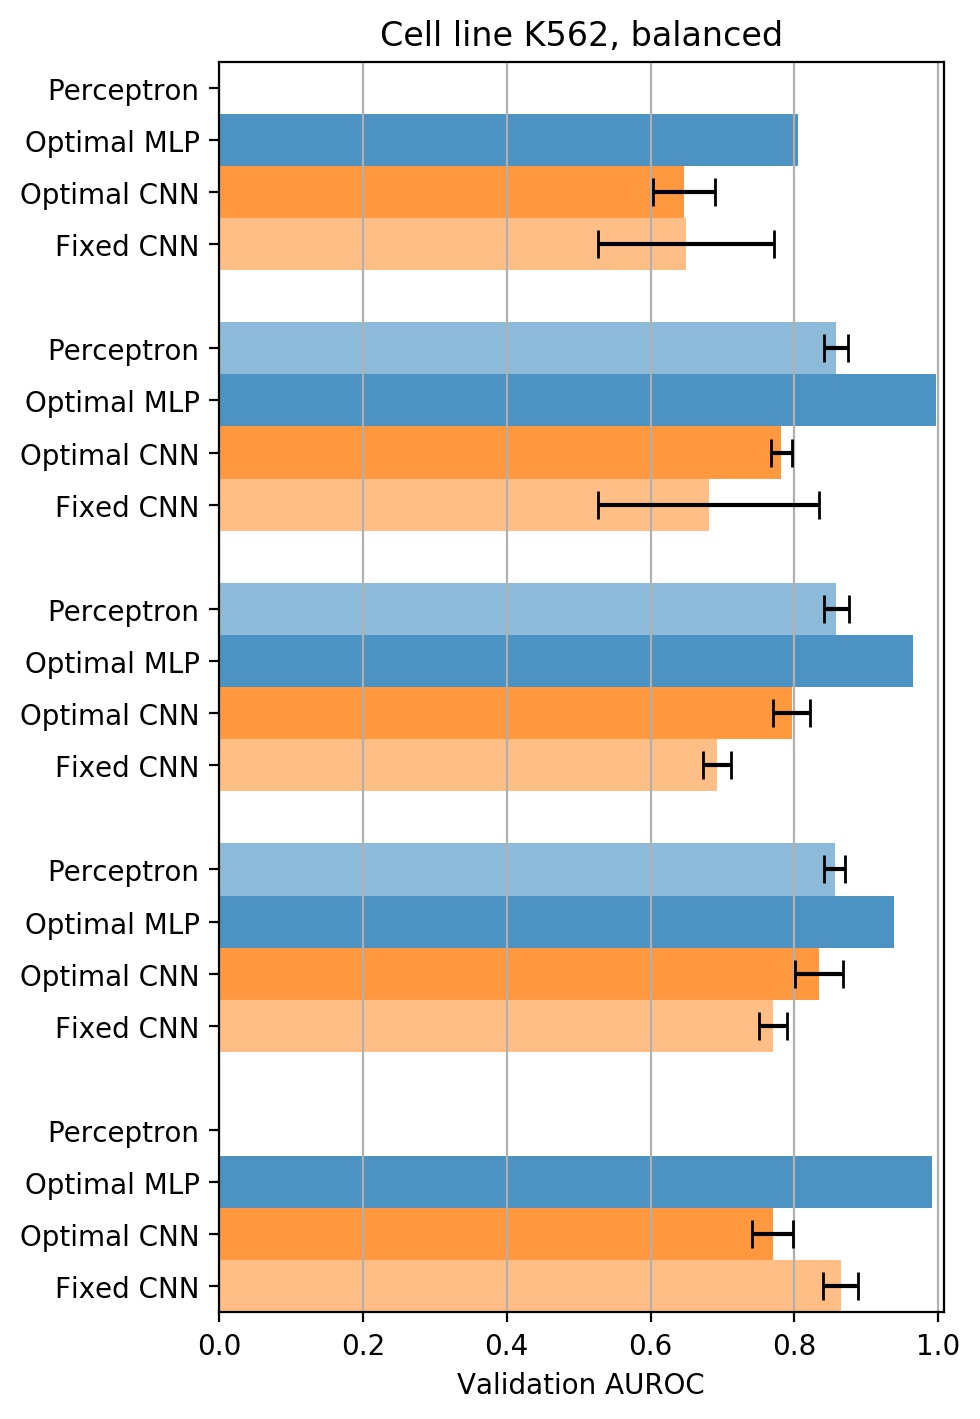 Cell line K562, balanced
Perceptron
Optimal MLP
Optimal CNN
Fixed CNN
Perceptron
Optimal MLP
Optimal CNN
Fixed CNN
Perceptron
Optimal MLP
Optimal CNN
Fixed CNN
Perceptron
Optimal MLP
Optimal CNN
Fixed CNN
Perceptron
Optimal MLP
Optimal CNN
Fixed CNN
0.0 0.2 0.4 0.6 0.8 1.0
Validation AUROC